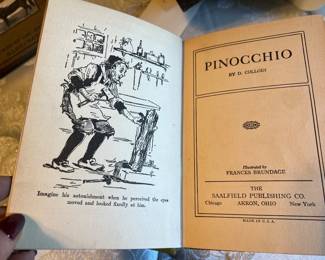 Imagine his astonishment when he perceived the eyes
moved and looked fixedly at him.
PINOCCHIO
BY D. COLLODI
Illustrated by
FRANCES BRUNDAGE
THE
SAALFIELD PUBLISHING CO.
Chicago AKRON, OHIO New York
MADE IN U.S.A.